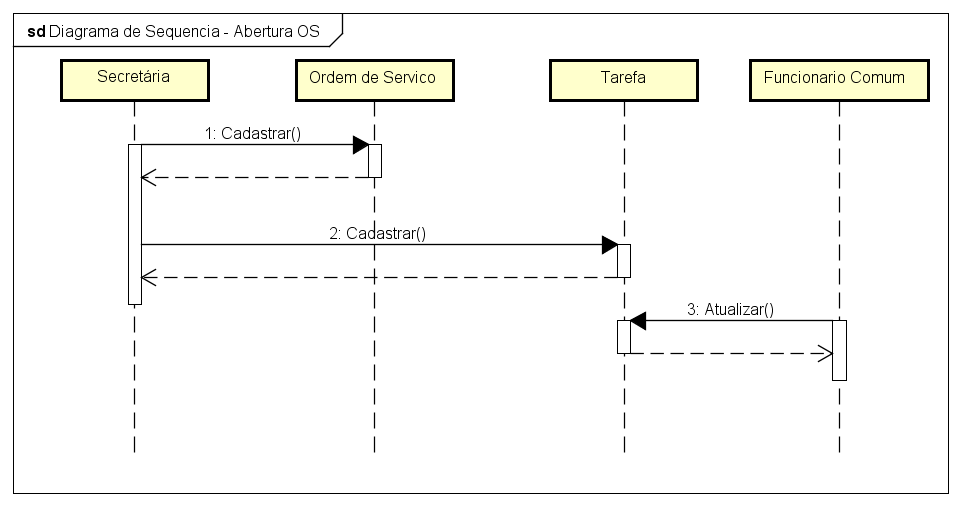 sd Diagrama de Sequencia - Abertura OS
Secretária
Ordem de Servico
Tarefa
Funcionario Comum
1: Cadastrar()
2: Cadastrar()
3: Atualizar()